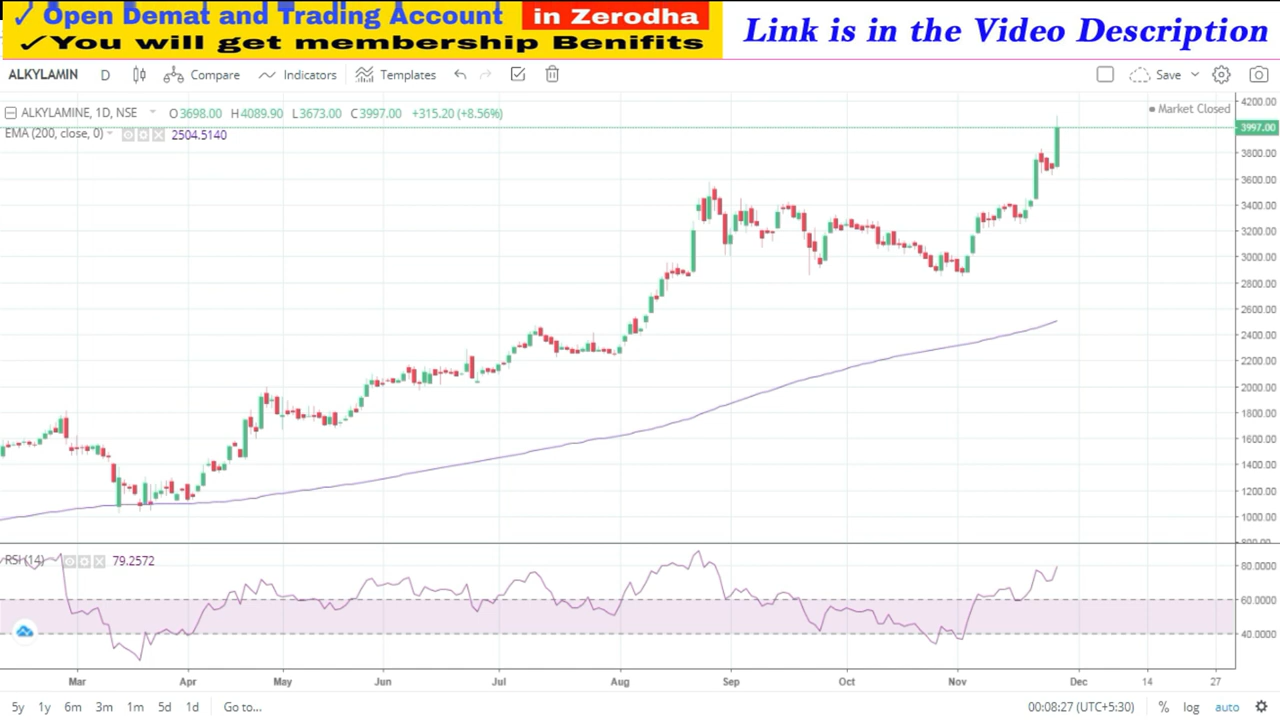 ✓ Open Demat and Trading Account in Zerodha
✓You will get membership Benifits
Link is in the Video Description
ALKYLAMIN D Compare Indicators Templates Save
ALKYLAMINE, 1D, NSE O3698.00 H4089.90 L3673.00 C3997.00 +315.20 (+8.56%)
Market Closed
EMA (200, close, 0) 2504.5140
4200.00
3997.00
3800.00
3600.00
3400.00
3200.00
3000.00
2800.00
2600.00
2400.00
2200.00
2000.00
1800.00
1600.00
1400.00
1200.00
1000.00
RSI (14) 79.2572
80.0000
60.0000
40.0000
Mar Apr May Jun Jul Aug Sep Oct Nov Dec 14 27
5y 1y 6m 3m 1m 5d 1d Go to... 00:08:27 (UTC+5:30) % log auto